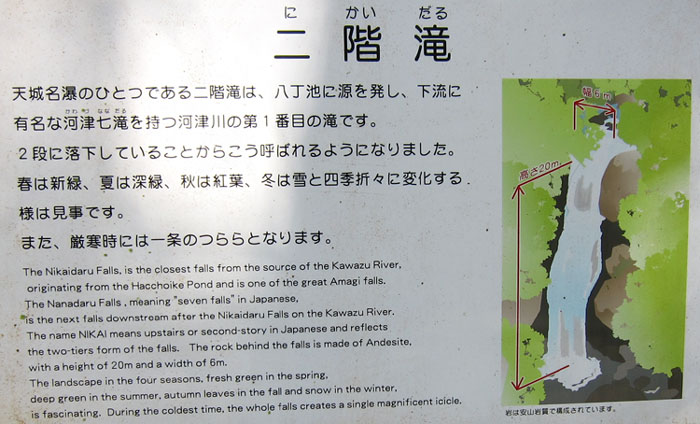 にかいだる
二階滝
天城名瀑のひとつである二階滝は、八丁池に源を発し、下流に
かわづななだる
有名な河津七滝を持つ河津川の第１番目の滝です。
２段に落下していることからこう呼ばれるようになりました。
春は新緑、夏は深緑、秋は紅葉、冬は雪と四季折々に変化する
様は見事です。
また、厳寒時には一条のつららとなります。
The Nikaidaru Falls, is the closest falls from the source of the Kawazu River,
originating from the Hacchoike Pond and is one of the great Amagi falls.
The Nanadaru Falls , meaning "seven falls" in Japanese,
is the next falls downstream after the Nikaidaru Falls on the Kawazu River.
The name NIKAI means upstairs or second-story in Japanese and reflects
the two-tiers form of the falls. The rock behind the falls is made of Andesite,
with a height of 20m and a width of 6m.
The landscape in the four seasons, fresh green in the spring,
deep green in the summer, autumn leaves in the fall and snow in the winter,
is fascinating. During the coldest time, the whole falls creates a single magnificent icicle.
幅６ｍ
高さ20m
岩は安山岩質で構成されています。